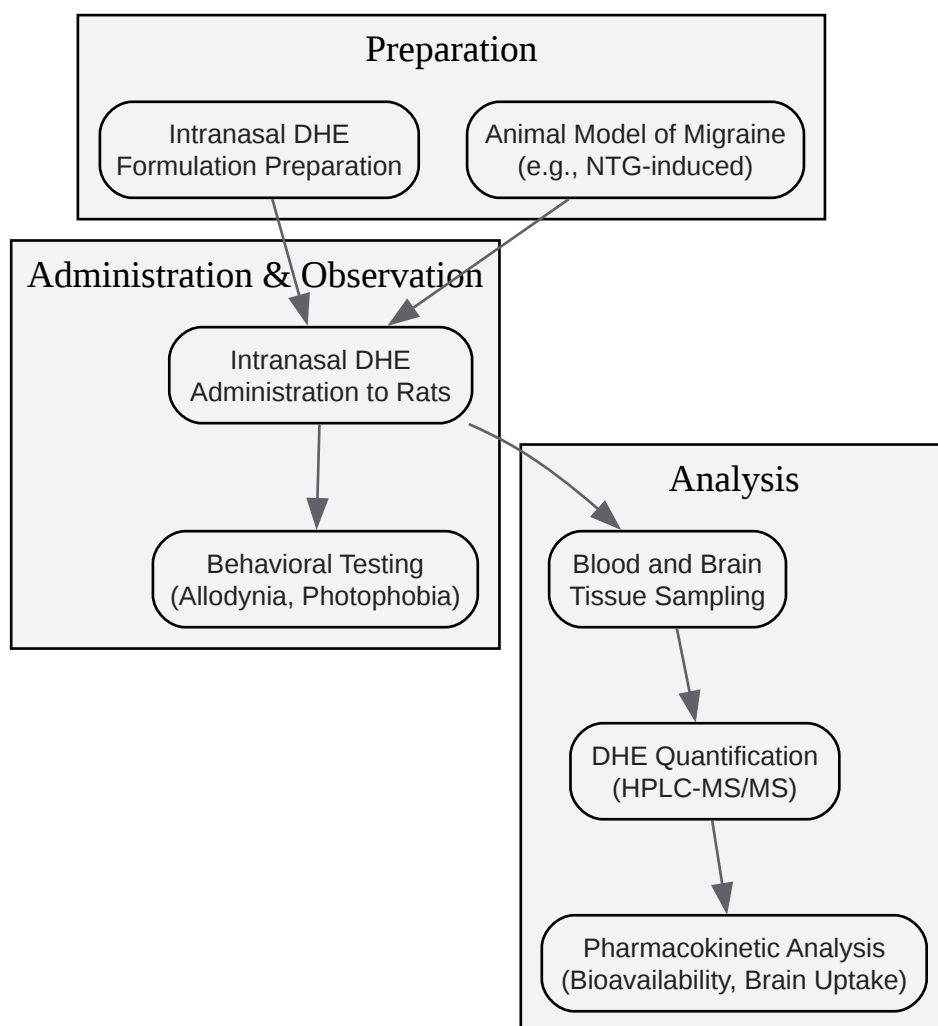 Preparation
Intranasal DHE
Formulation Preparation
Animal Model of Migraine
(e.g., NTG-induced)
Administration & Observation
Intranasal DHE
Administration to Rats
Behavioral Testing
(Allodynia, Photophobia)
Analysis
Blood and Brain
Tissue Sampling
DHE Quantification
(HPLC-MS/MS)
Pharmacokinetic Analysis
(Bioavailability, Brain Uptake)